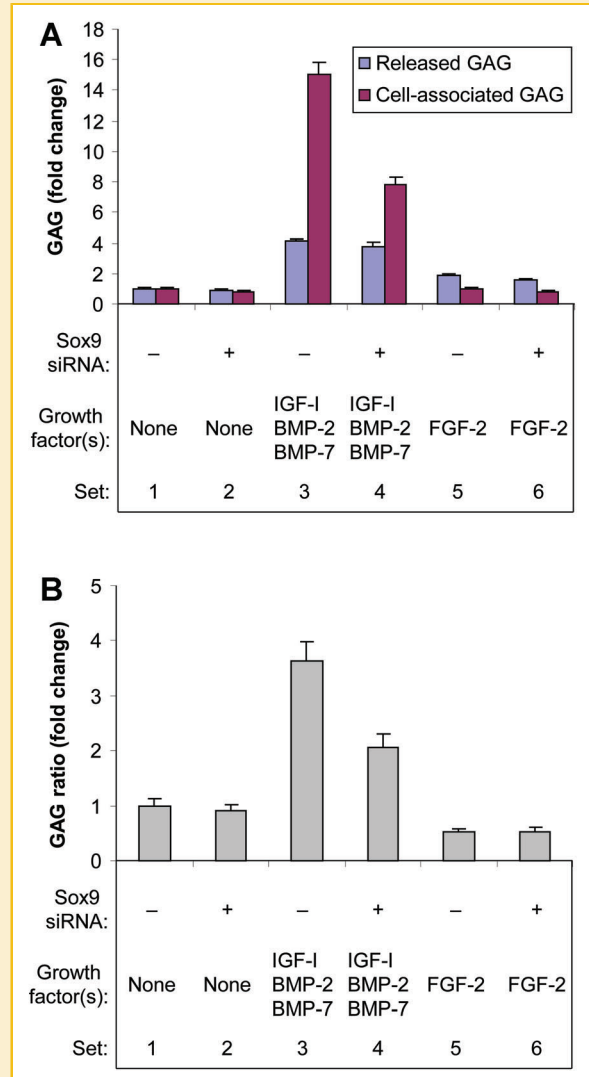 A
GAG (fold change)
18
16
14
12
10
8
6
4
2
0
Released GAG
Cell-associated GAG
Sox9
siRNA: – + – + – +
Growth
factor(s): None None IGF-I BMP-2 BMP-7 IGF-I BMP-2 BMP-7 FGF-2 FGF-2
Set: 1 2 3 4 5 6
B
GAG ratio (fold change)
5
4
3
2
1
0
Sox9
siRNA: – + – + – +
Growth
factor(s): None None IGF-I BMP-2 BMP-7 IGF-I BMP-2 BMP-7 FGF-2 FGF-2
Set: 1 2 3 4 5 6